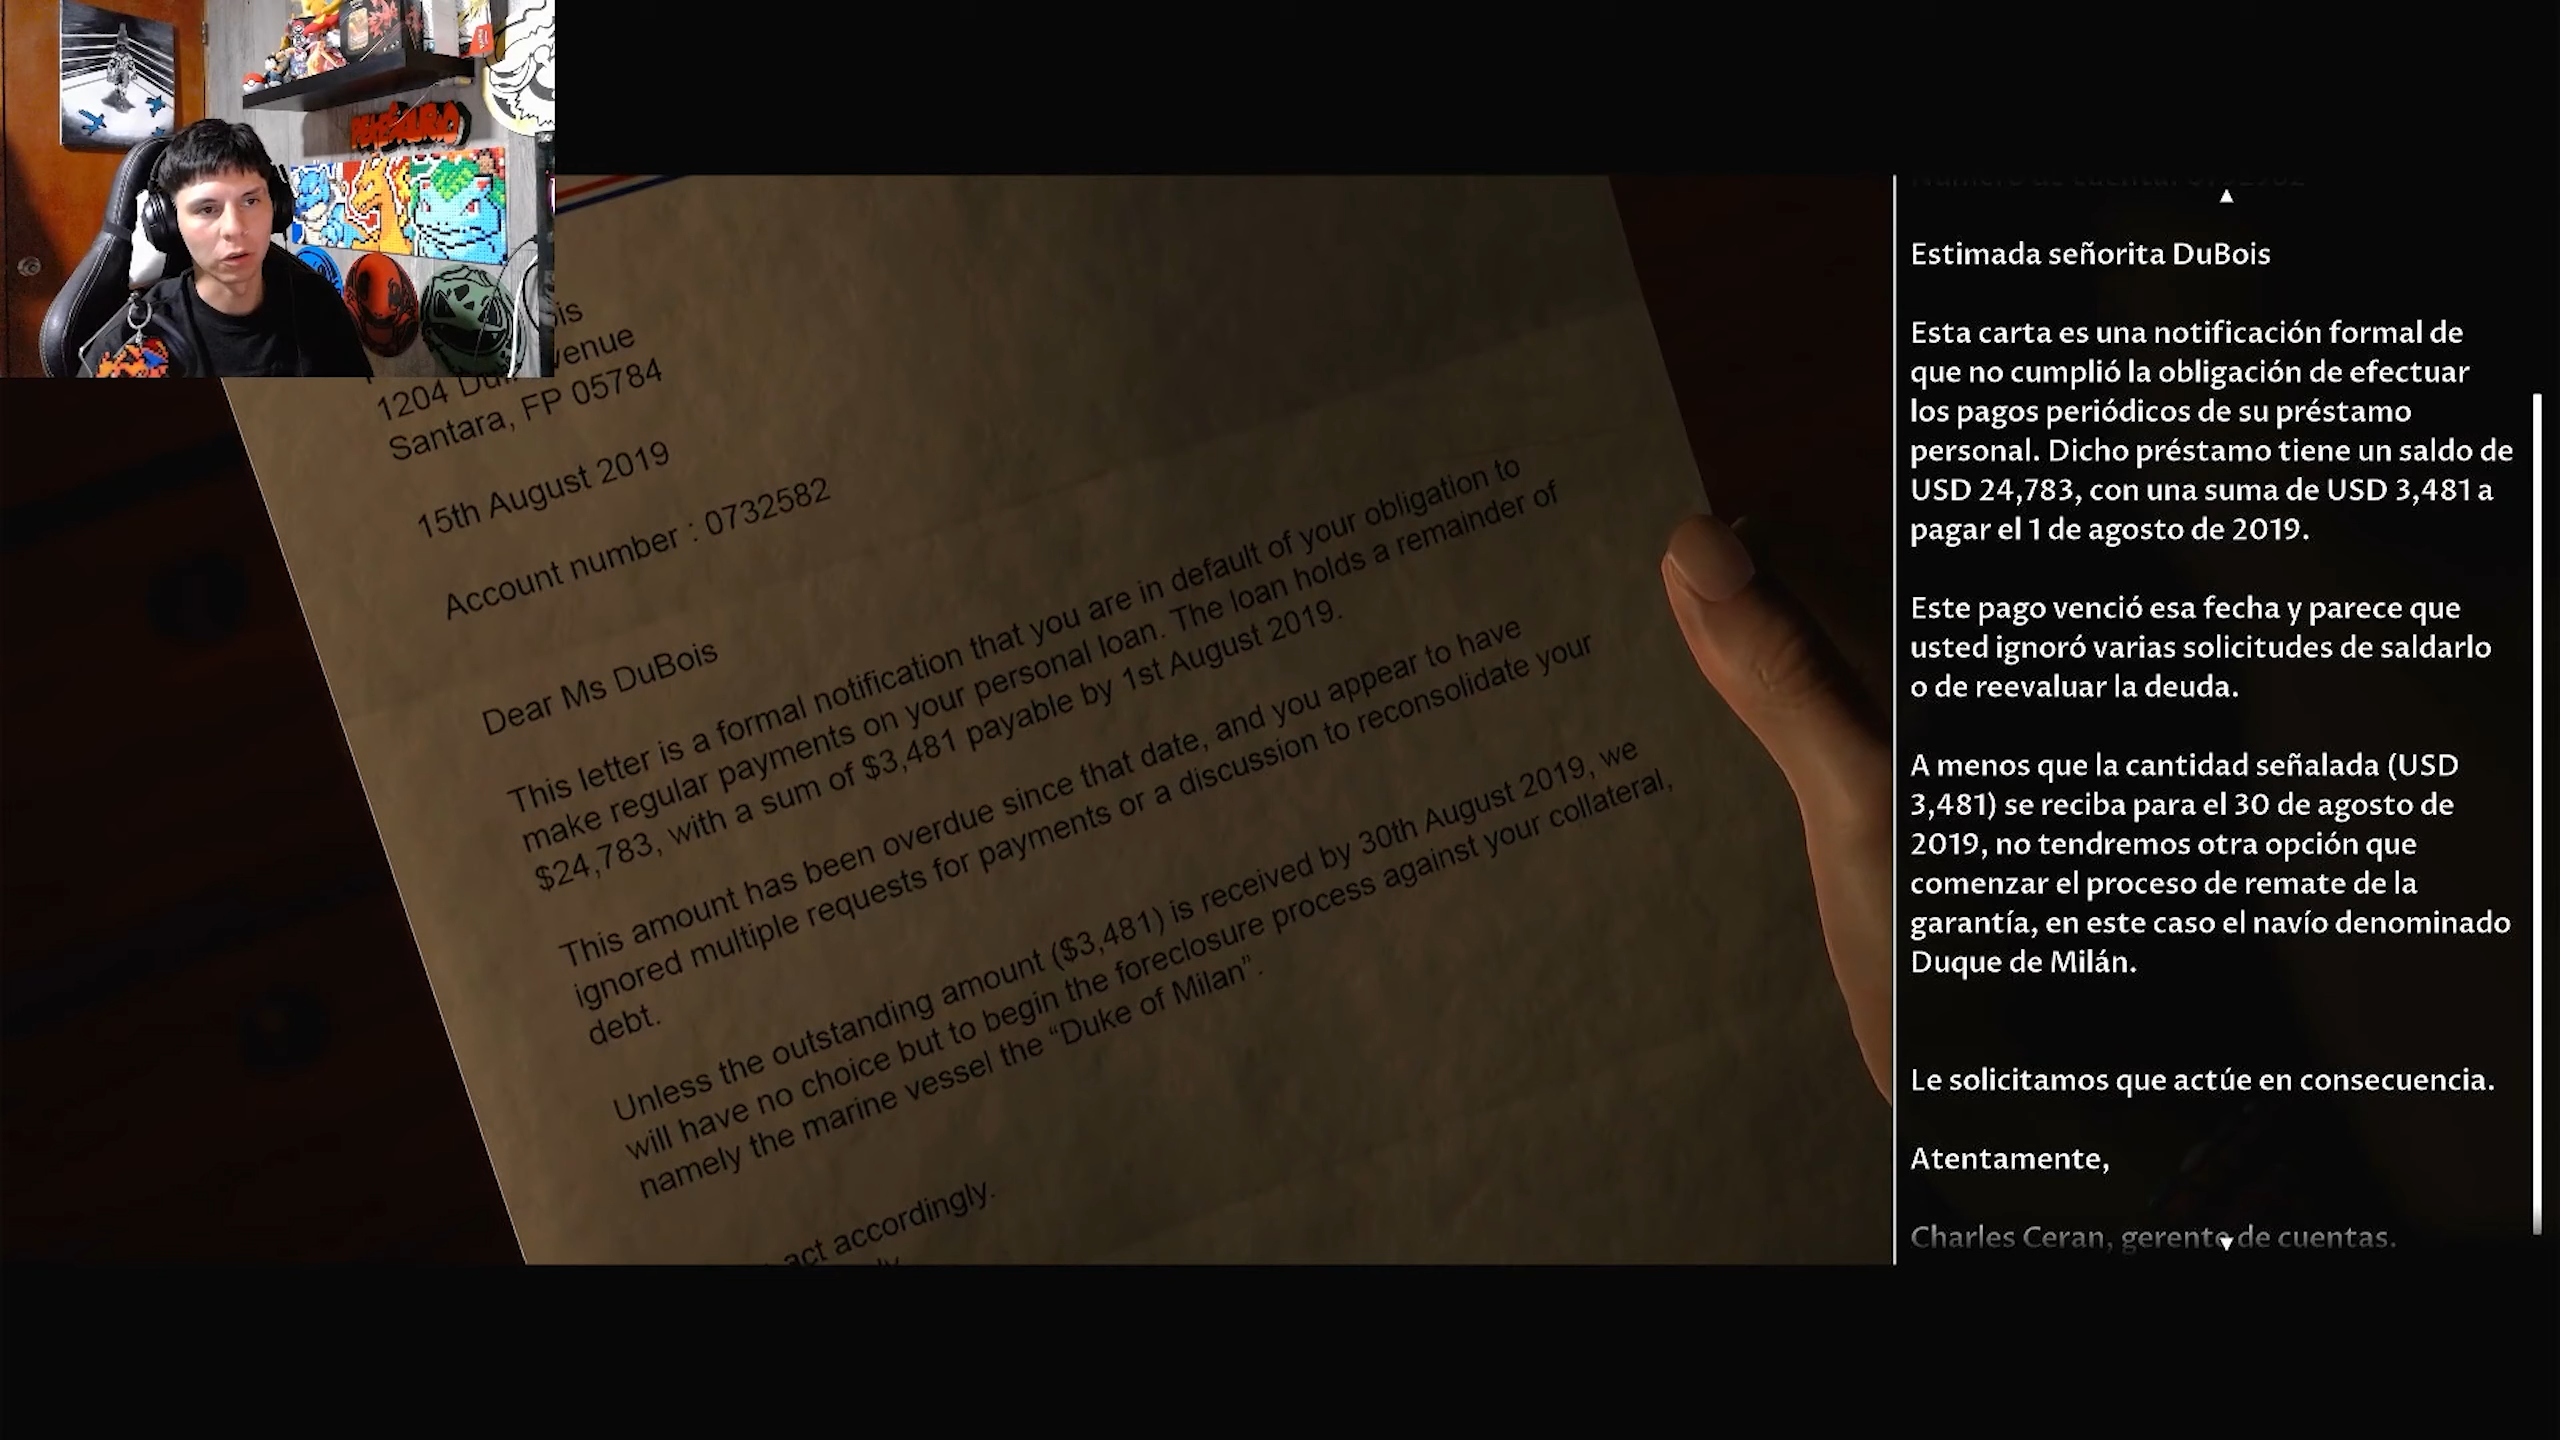 1204
venue
Santara, FP 05784
15th August 2019
Account number : 0732582
Dear Ms DuBois
This letter is a formal notification that you are in default of your obligation to
make regular payments on your personal loan. The loan holds a remainder of
$24,783, with a sum of $3,481 payable by 1st August 2019.
This amount has been overdue since that date, and you appear to have
ignored multiple requests for payments or a discussion to reconsolidate your
debt.
Unless the outstanding amount ($3,481) is received by 30th August 2019, we
will have no choice but to begin the foreclosure process against your collateral,
namely the marine vessel the “Duke of Milan”.
act accordingly.
Estimada señorita DuBois
Esta carta es una notificación formal de
que no cumplió la obligación de efectuar
los pagos periódicos de su préstamo
personal. Dicho préstamo tiene un saldo de
USD 24,783, con una suma de USD 3,481 a
pagar el 1 de agosto de 2019.
Este pago venció esa fecha y parece que
usted ignoró varias solicitudes de saldarlo
o de reevaluar la deuda.
A menos que la cantidad señalada (USD
3,481) se reciba para el 30 de agosto de
2019, no tendremos otra opción que
comenzar el proceso de remate de la
garantía, en este caso el navío denominado
Duque de Milán.
Le solicitamos que actúe en consecuencia.
Atentamente,
Charles Ceran, gerente de cuentas.